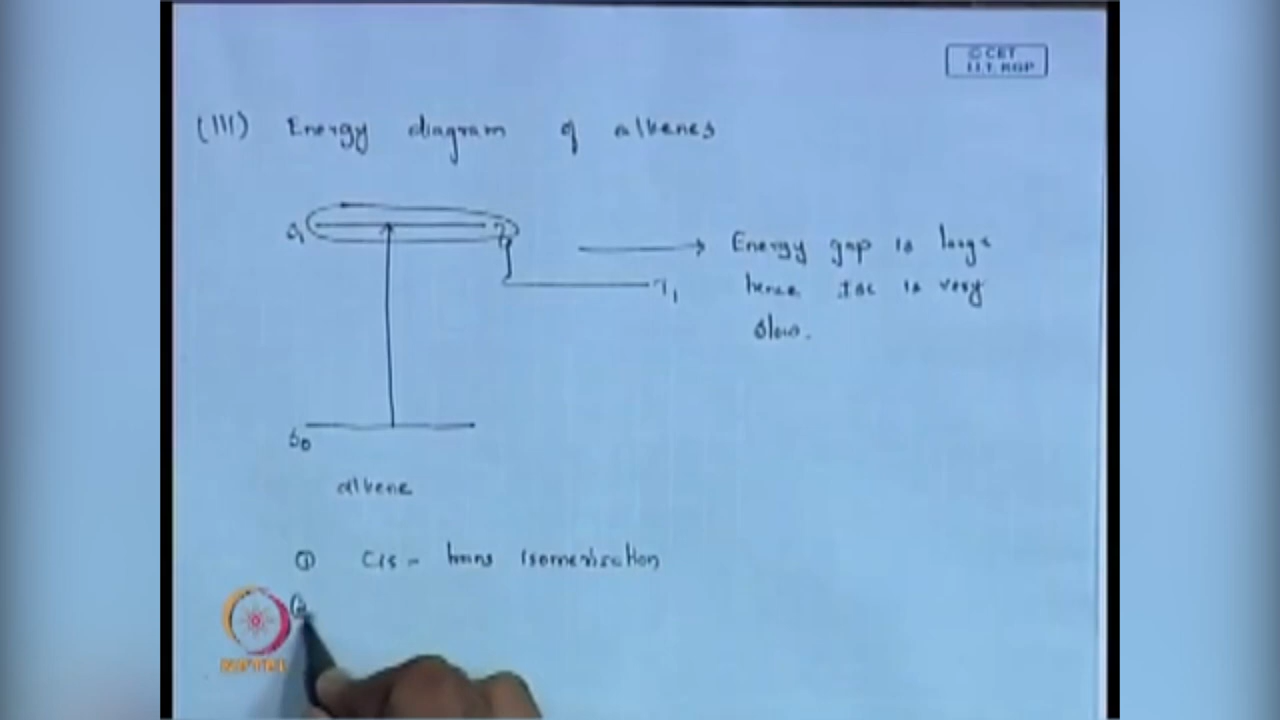 © CET
I.I.T. KGP
(III) Energy diagram of alkenes
S1
Energy gap is large
T1
hence ISC is very
slow.
S0
alkene
① Cis - trans isomerisation
NPTEL